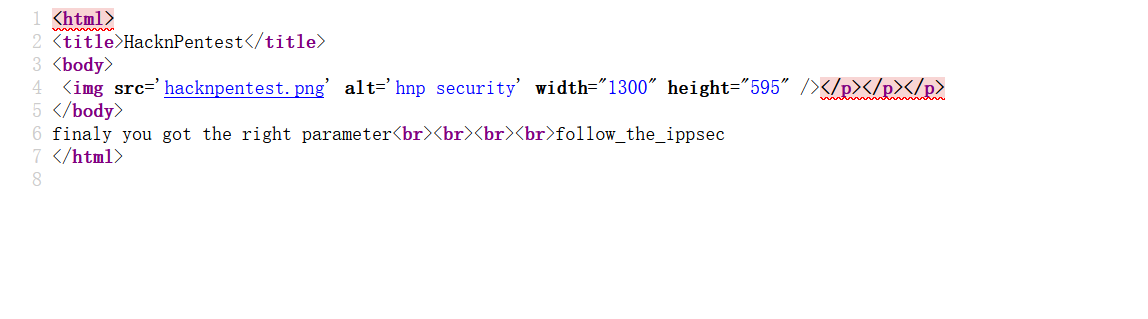 1 <html>
2 <title>HacknPentest</title>
3 <body>
4 <img src='hacknpentest.png' alt='hnp security' width="1300" height="595" /></p></p></p>
5 </body>
6 finaly you got the right parameter<br><br><br><br>follow_the_ippsec
7 </html>
8